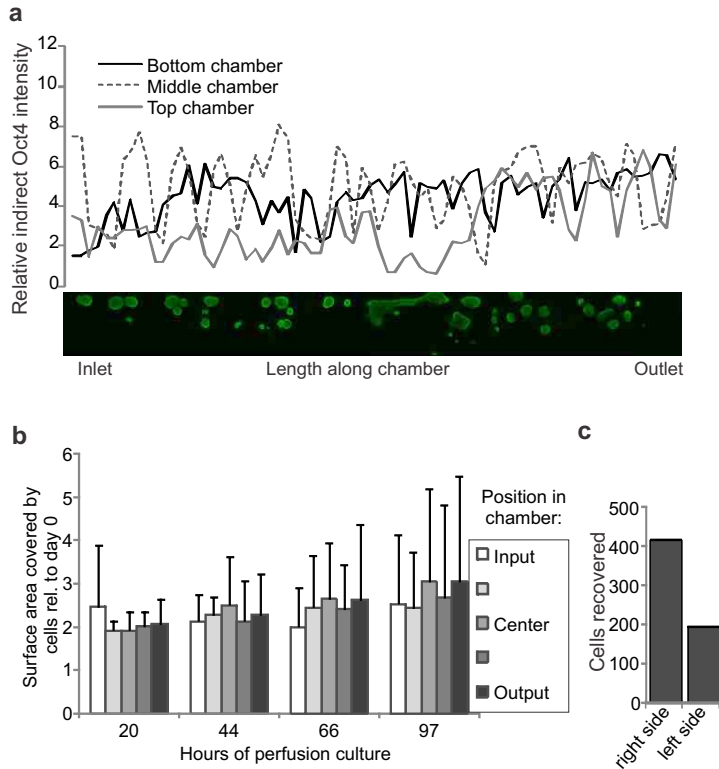 a
Relative indirect Oct4 intensity
12
10
8
6
4
2
0
Bottom chamber
Middle chamber
Top chamber
Inlet
Length along chamber
Outlet
b
Surface area covered by
cells rel. to day 0
6
5
4
3
2
1
0
20
44
66
97
Hours of perfusion culture
Position in
chamber:
Input
Center
Output
c
Cells recovered
500
400
300
200
100
0
right side
left side